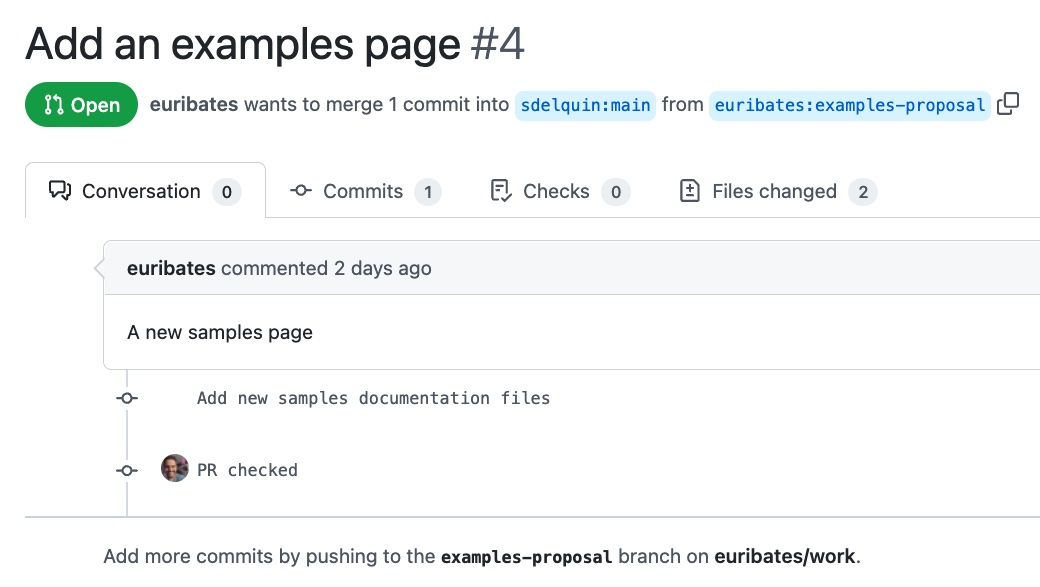 Add an examples page #4
Open euribates wants to merge 1 commit into sdelquin:main from euribates:examples-proposal
Conversation 0 Commits 1 Checks 0 Files changed 2
euribates commented 2 days ago
A new samples page
Add new samples documentation files
PR checked
Add more commits by pushing to the examples-proposal branch on euribates/work.